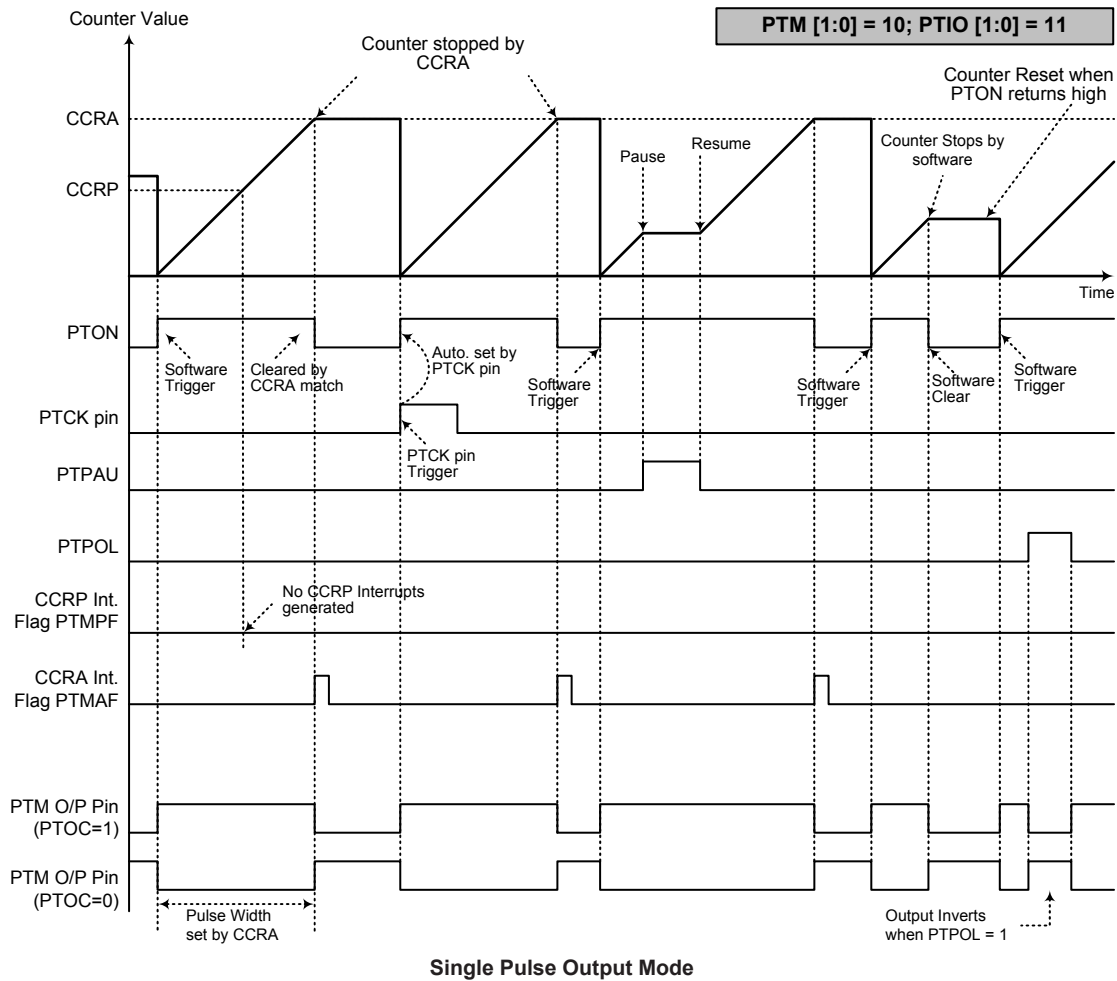 Counter Value
PTM [1:0] = 10; PTIO [1:0] = 11
Counter stopped by
CCRA
Counter Reset when
PTON returns high
CCRA
CCRP
Pause
Resume
Counter Stops by
software
Time
PTON
Software
Trigger
Cleared by
CCRA match
Auto. set by
PTCK pin
Software
Trigger
Software
Trigger
Software
Clear
Software
Trigger
PTCK pin
PTCK pin
Trigger
PTPAU
PTPOL
No CCRP Interrupts
generated
CCRP Int.
Flag PTMPF
CCRA Int.
Flag PTMAF
PTM O/P Pin
(PTOC=1)
PTM O/P Pin
(PTOC=0)
Pulse Width
set by CCRA
Output Inverts
when PTPOL = 1
Single Pulse Output Mode